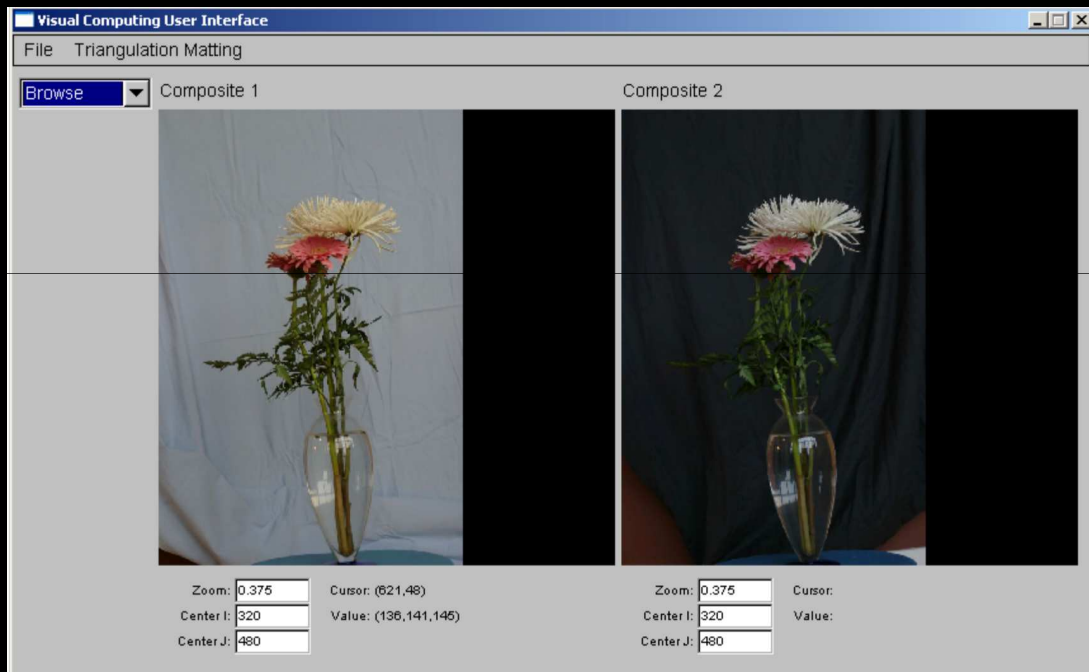 Visual Computing User Interface
File Triangulation Matting
Browse Composite 1 Composite 2
Zoom: 0.375 Cursor: (621,48) Zoom: 0.375 Cursor:
Center I: 320 Value: (136,141,145) Center I: 320 Value:
Center J: 480 Center J: 480